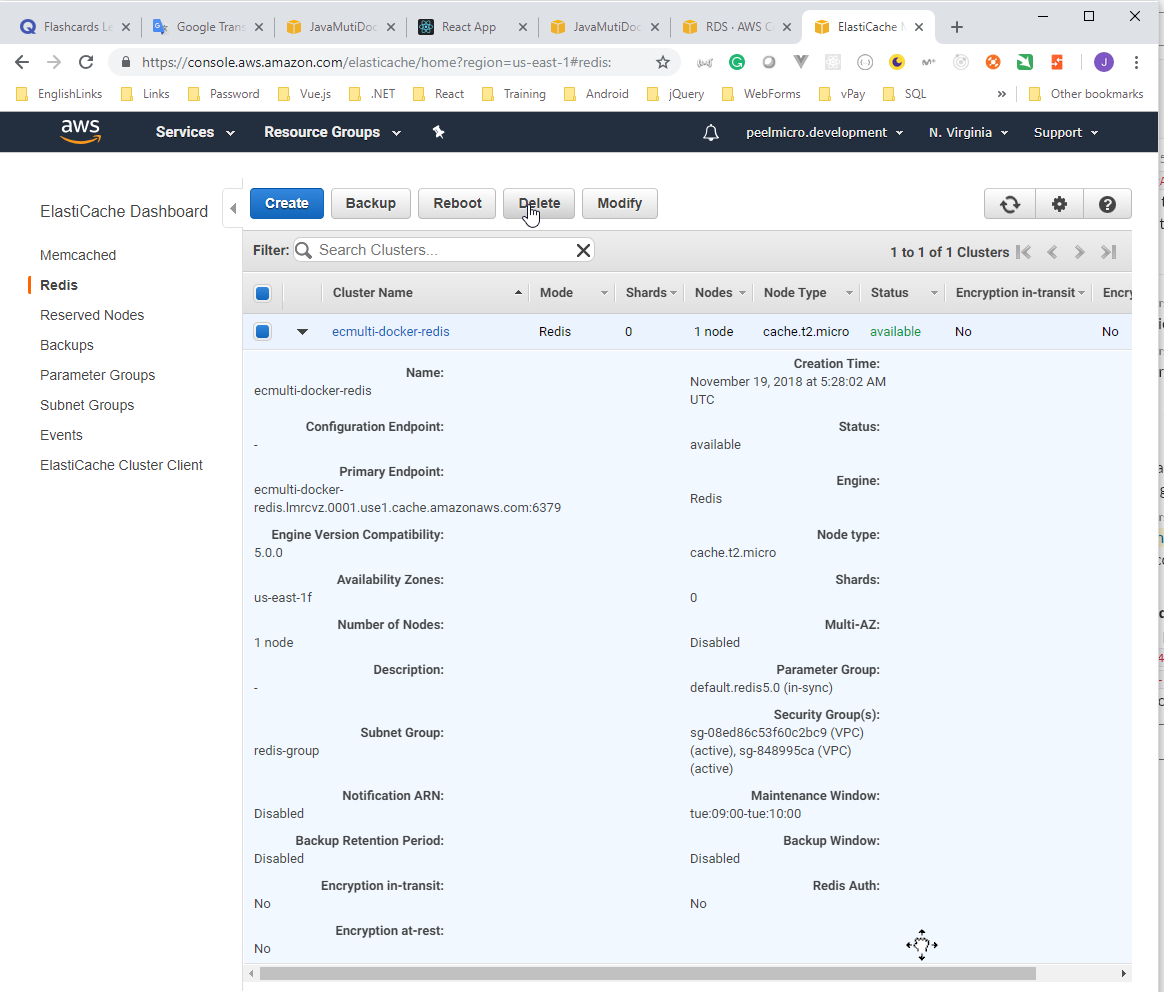 Flashcards Le
Google Trans
JavaMutiDoc
React App
JavaMutiDoc
RDS · AWS C
ElastiCache M
https://console.aws.amazon.com/elasticache/home?region=us-east-1#redis:
J
EnglishLinks
Links
Password
Vue.js
.NET
React
Training
Android
jQuery
WebForms
vPay
SQL
»
Other bookmarks
aws
Services
Resource Groups
peelmicro.development
N. Virginia
Support
ElastiCache Dashboard
Memcached
Redis
Reserved Nodes
Backups
Parameter Groups
Subnet Groups
Events
ElastiCache Cluster Client
Create
Backup
Reboot
Delete
Modify
Filter:
Search Clusters...
1 to 1 of 1 Clusters
Cluster Name
Mode
Shards
Nodes
Node Type
Status
Encryption in-transit
Encry
ecmulti-docker-redis
Redis
0
1 node
cache.t2.micro
available
No
No
Name:
ecmulti-docker-redis
Creation Time:
November 19, 2018 at 5:28:02 AM
UTC
Configuration Endpoint:
-
Status:
available
Primary Endpoint:
ecmulti-docker-
redis.lmrcvz.0001.use1.cache.amazonaws.com:6379
Engine:
Redis
Engine Version Compatibility:
5.0.0
Node type:
cache.t2.micro
Availability Zones:
us-east-1f
Shards:
0
Number of Nodes:
1 node
Multi-AZ:
Disabled
Description:
-
Parameter Group:
default.redis5.0 (in-sync)
Subnet Group:
redis-group
Security Group(s):
sg-08ed86c53f60c2bc9 (VPC)
(active), sg-848995ca (VPC)
(active)
Notification ARN:
Disabled
Maintenance Window:
tue:09:00-tue:10:00
Backup Retention Period:
Disabled
Backup Window:
Disabled
Encryption in-transit:
No
Redis Auth:
No
Encryption at-rest:
No